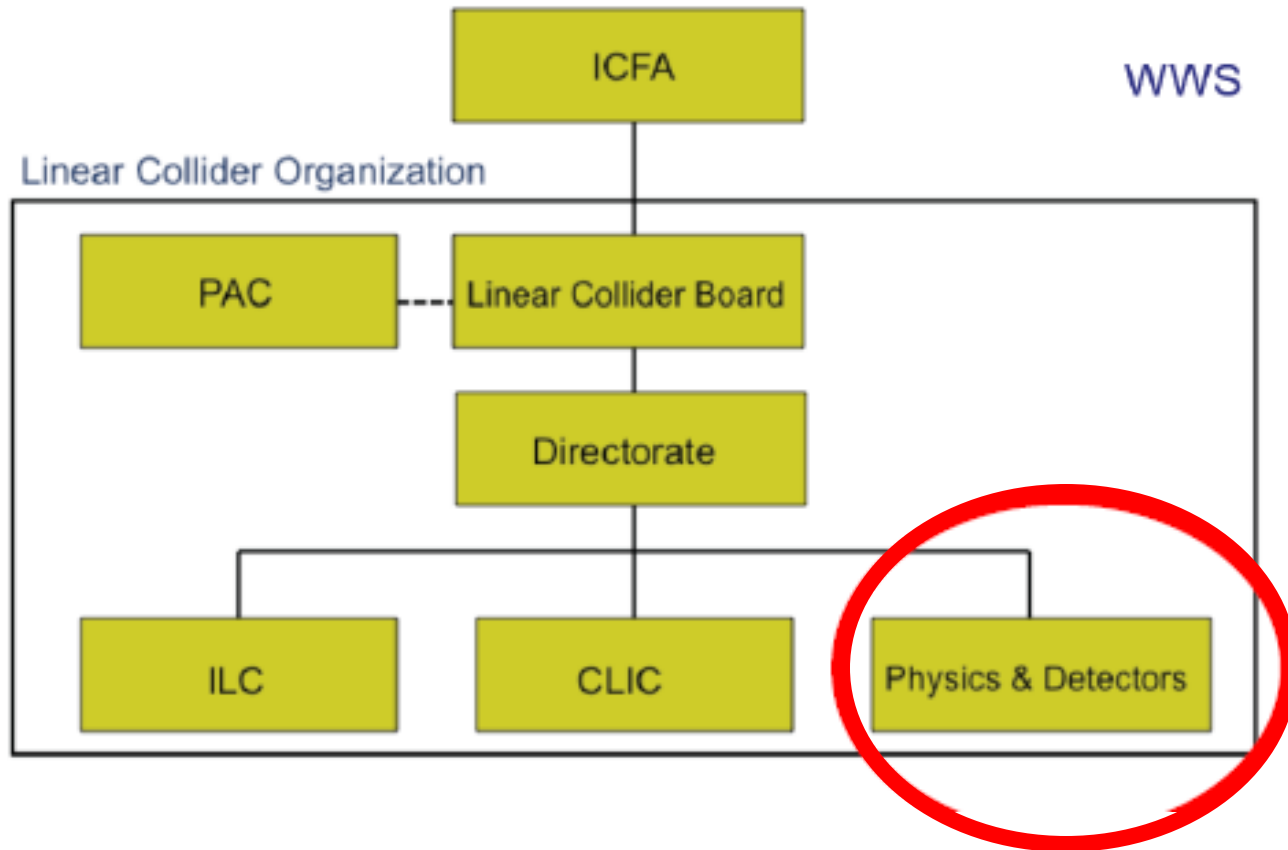 ICFA
WWS
Linear Collider Organization
PAC
Linear Collider Board
Directorate
ILC
CLIC
Physics & Detectors